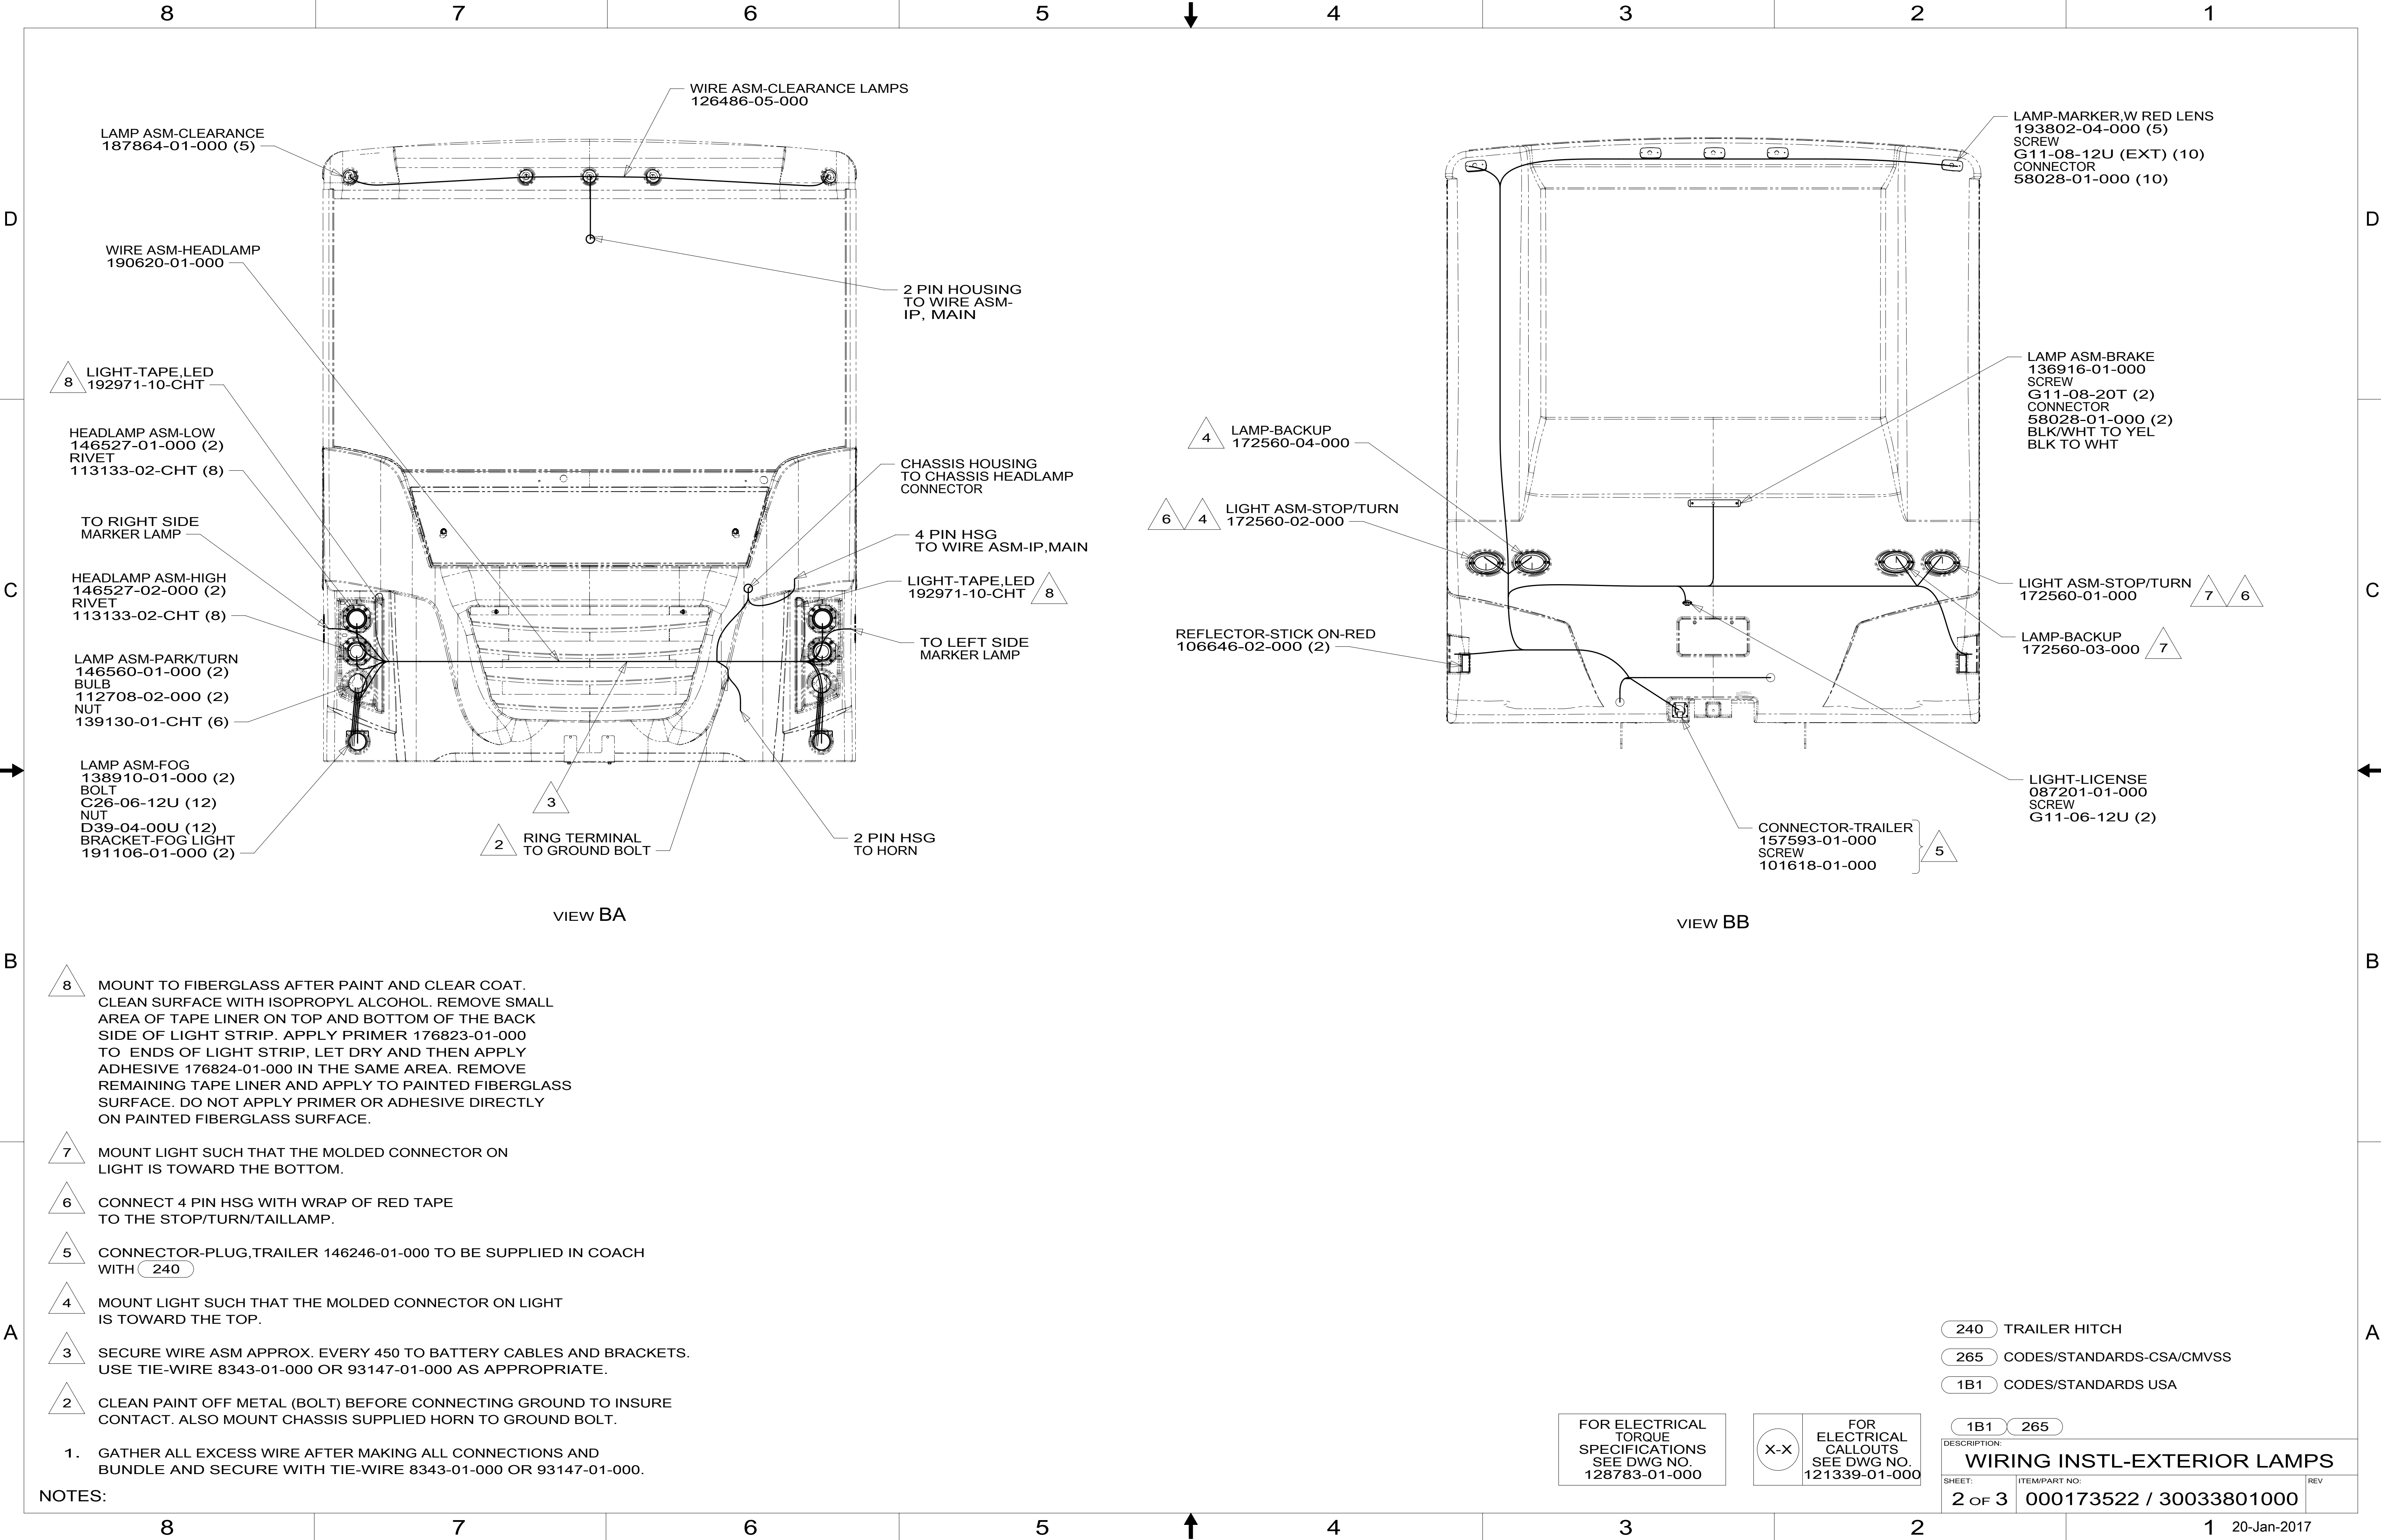 8 7 6 5 4 3 2 1
D D
C C
B B
A A
WIRE ASM-CLEARANCE LAMPS
126486-05-000
LAMP ASM-CLEARANCE
187864-01-000 (5)
WIRE ASM-HEADLAMP
190620-01-000
2 PIN HOUSING
TO WIRE ASM-
IP, MAIN
8 LIGHT-TAPE,LED
192971-10-CHT
HEADLAMP ASM-LOW
146527-01-000 (2)
RIVET
113133-02-CHT (8)
TO RIGHT SIDE
MARKER LAMP
HEADLAMP ASM-HIGH
146527-02-000 (2)
RIVET
113133-02-CHT (8)
LAMP ASM-PARK/TURN
146560-01-000 (2)
BULB
112708-02-000 (2)
NUT
139130-01-CHT (6)
LAMP ASM-FOG
138910-01-000 (2)
BOLT
C26-06-12U (12)
NUT
D39-04-00U (12)
BRACKET-FOG LIGHT
191106-01-000 (2)
CHASSIS HOUSING
TO CHASSIS HEADLAMP
CONNECTOR
4 PIN HSG
TO WIRE ASM-IP,MAIN
LIGHT-TAPE,LED
192971-10-CHT 8
TO LEFT SIDE
MARKER LAMP
3
2 RING TERMINAL
TO GROUND BOLT
2 PIN HSG
TO HORN
VIEW BA
LAMP-MARKER,W RED LENS
193802-04-000 (5)
SCREW
G11-08-12U (EXT) (10)
CONNECTOR
58028-01-000 (10)
LAMP ASM-BRAKE
136916-01-000
SCREW
G11-08-20T (2)
CONNECTOR
58028-01-000 (2)
BLK/WHT TO YEL
BLK TO WHT
4 LAMP-BACKUP
172560-04-000
6 4 LIGHT ASM-STOP/TURN
172560-02-000
LIGHT ASM-STOP/TURN
172560-01-000 7 6
REFLECTOR-STICK ON-RED
106646-02-000 (2)
LAMP-BACKUP
172560-03-000 7
LIGHT-LICENSE
087201-01-000
SCREW
G11-06-12U (2)
CONNECTOR-TRAILER
157593-01-000
SCREW
101618-01-000
5
VIEW BB
8 MOUNT TO FIBERGLASS AFTER PAINT AND CLEAR COAT.
CLEAN SURFACE WITH ISOPROPYL ALCOHOL. REMOVE SMALL
AREA OF TAPE LINER ON TOP AND BOTTOM OF THE BACK
SIDE OF LIGHT STRIP. APPLY PRIMER 176823-01-000
TO ENDS OF LIGHT STRIP, LET DRY AND THEN APPLY
ADHESIVE 176824-01-000 IN THE SAME AREA. REMOVE
REMAINING TAPE LINER AND APPLY TO PAINTED FIBERGLASS
SURFACE. DO NOT APPLY PRIMER OR ADHESIVE DIRECTLY
ON PAINTED FIBERGLASS SURFACE.
7 MOUNT LIGHT SUCH THAT THE MOLDED CONNECTOR ON
LIGHT IS TOWARD THE BOTTOM.
6 CONNECT 4 PIN HSG WITH WRAP OF RED TAPE
TO THE STOP/TURN/TAILLAMP.
5 CONNECTOR-PLUG,TRAILER 146246-01-000 TO BE SUPPLIED IN COACH
WITH 240
4 MOUNT LIGHT SUCH THAT THE MOLDED CONNECTOR ON LIGHT
IS TOWARD THE TOP.
3 SECURE WIRE ASM APPROX. EVERY 450 TO BATTERY CABLES AND BRACKETS.
USE TIE-WIRE 8343-01-000 OR 93147-01-000 AS APPROPRIATE.
2 CLEAN PAINT OFF METAL (BOLT) BEFORE CONNECTING GROUND TO INSURE
CONTACT. ALSO MOUNT CHASSIS SUPPLIED HORN TO GROUND BOLT.
1. GATHER ALL EXCESS WIRE AFTER MAKING ALL CONNECTIONS AND
BUNDLE AND SECURE WITH TIE-WIRE 8343-01-000 OR 93147-01-000.
NOTES:
240 TRAILER HITCH
265 CODES/STANDARDS-CSA/CMVSS
1B1 CODES/STANDARDS USA
FOR ELECTRICAL
TORQUE
SPECIFICATIONS
SEE DWG NO.
128783-01-000
X-X
FOR
ELECTRICAL
CALLOUTS
SEE DWG NO.
121339-01-000
1B1 265
DESCRIPTION:
WIRING INSTL-EXTERIOR LAMPS
SHEET: ITEM/PART NO: REV
2 OF 3 000173522 / 30033801000
8 7 6 5 4 3 2 1
20-Jan-2017